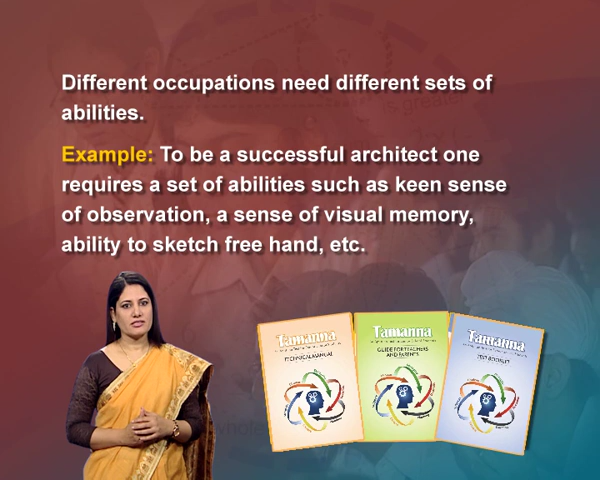 Different occupations need different sets of
abilities.
Example: To be a successful architect one
requires a set of abilities such as keen sense
of observation, a sense of visual memory,
ability to sketch free hand, etc.
Tamanna
TECHNICAL MANUAL
Tamanna
GUIDE FOR TEACHERS
AND PARENTS
Tamanna
TEST BOOKLET